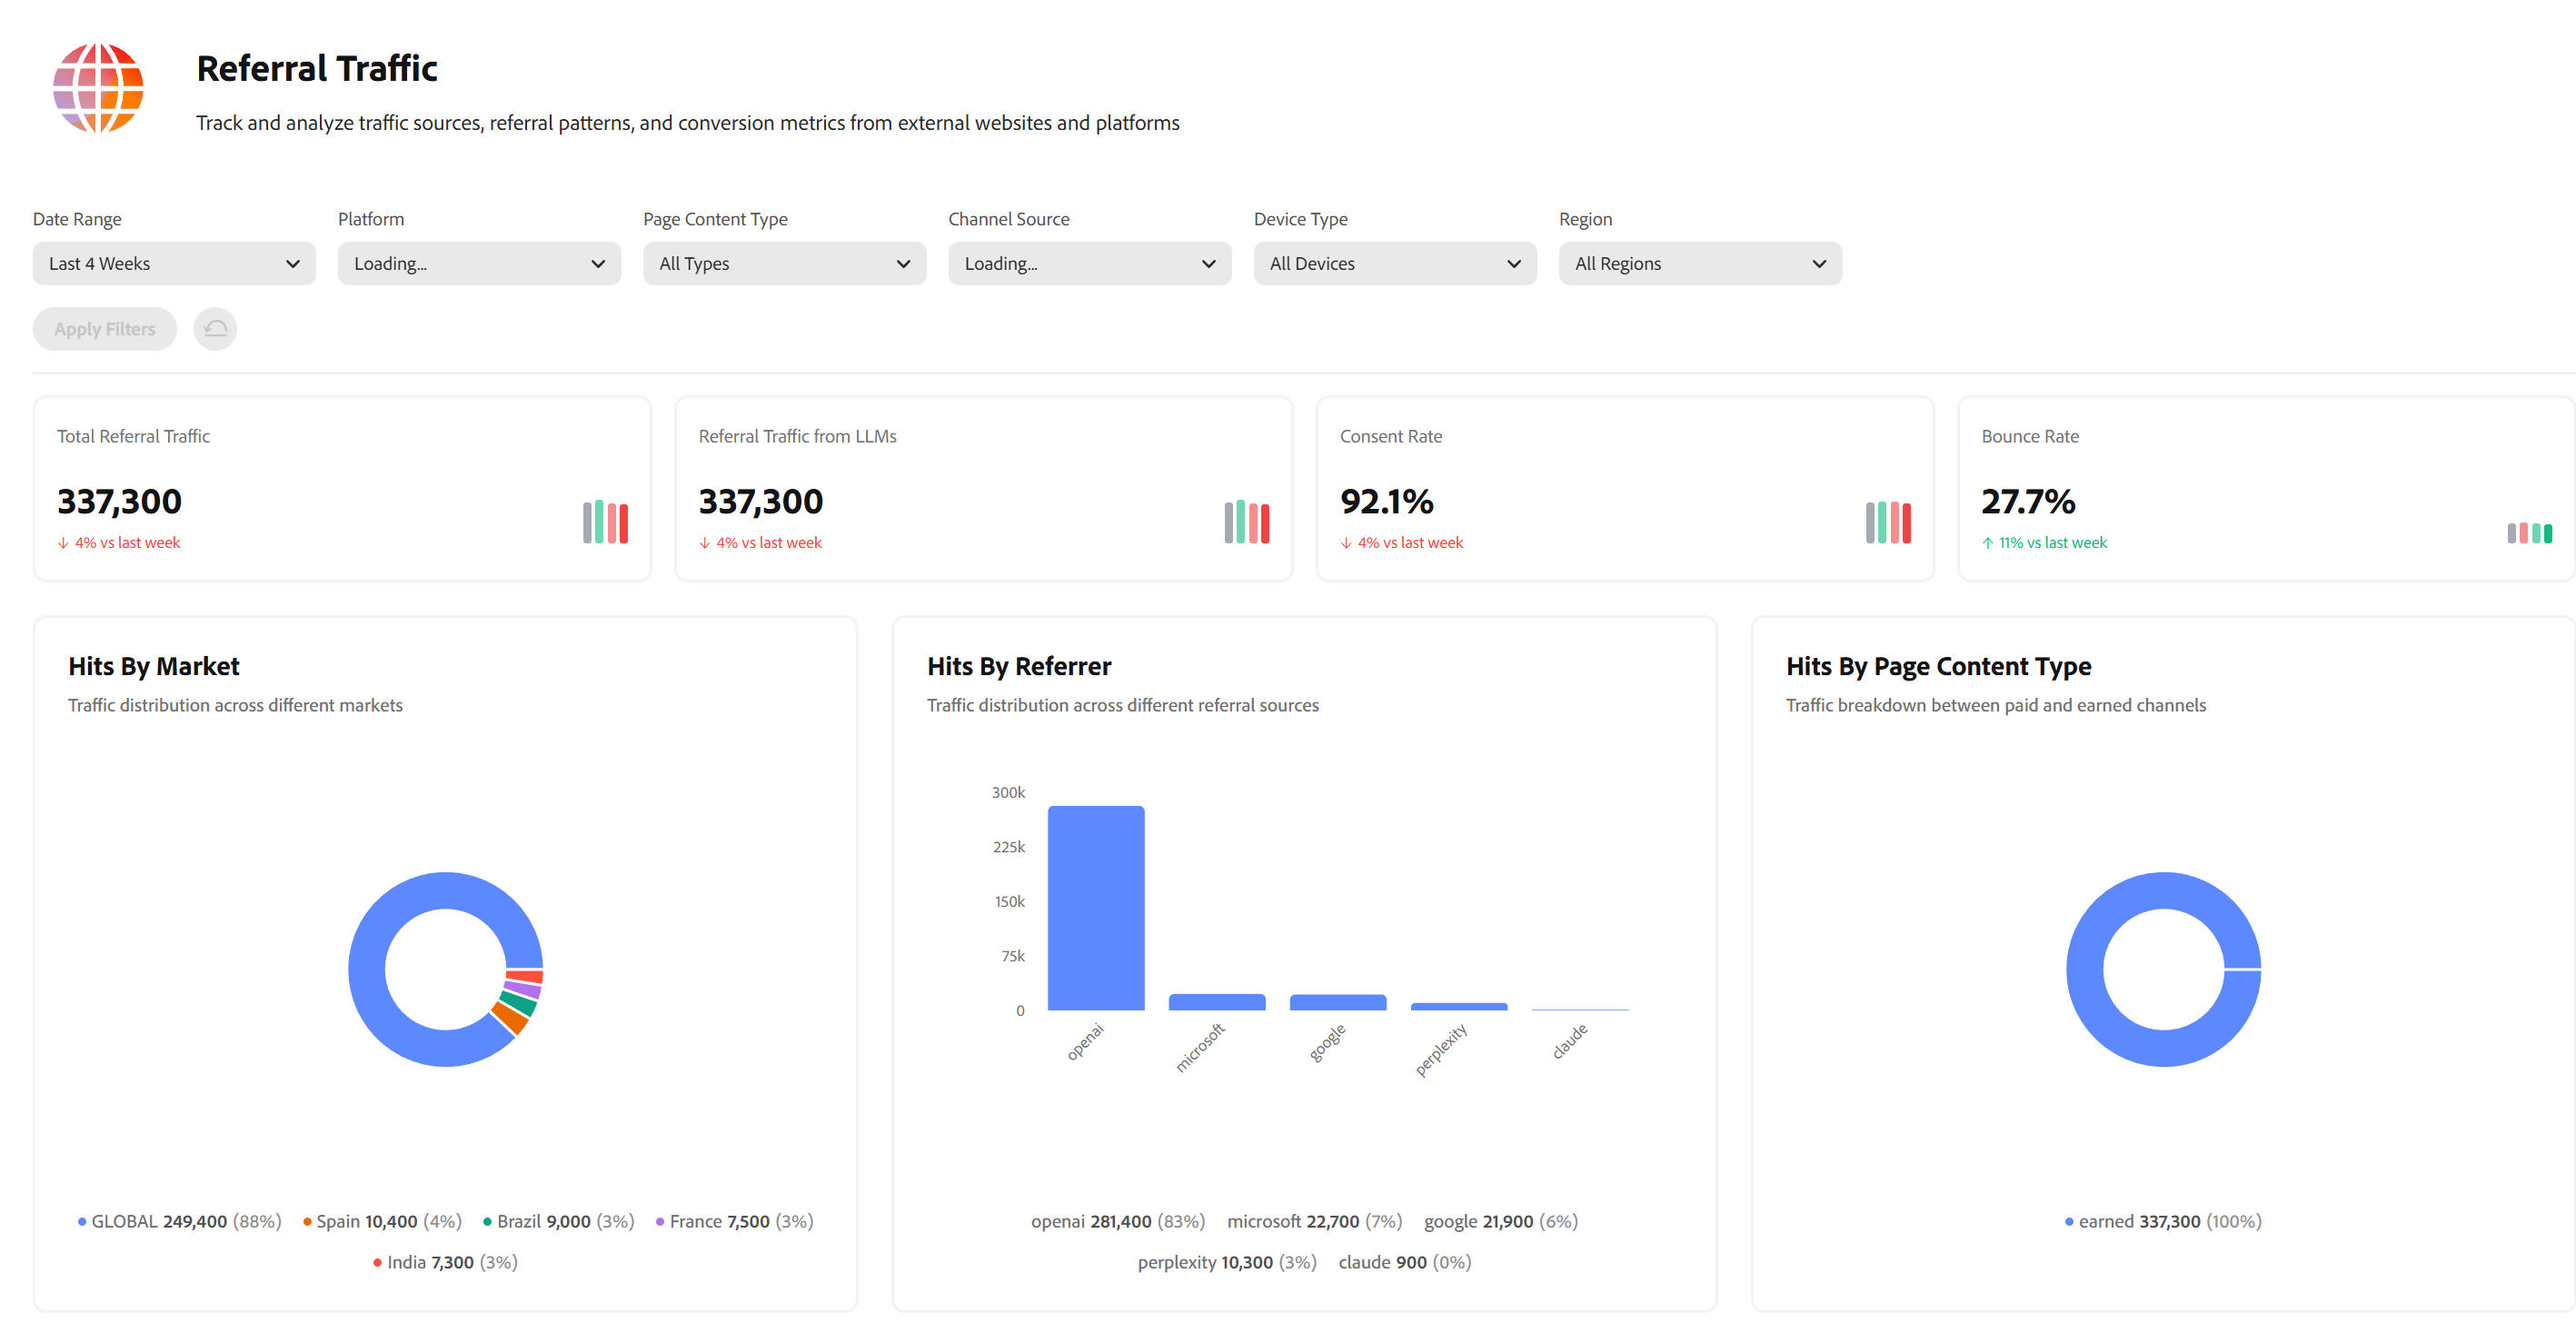 Referral Traffic
Track and analyze traffic sources, referral patterns, and conversion metrics from external websites and platforms
Date Range
Last 4 Weeks
Platform
Loading...
Page Content Type
All Types
Channel Source
Loading...
Device Type
All Devices
Region
All Regions
Apply Filters
Total Referral Traffic
337,300
↓ 4% vs last week
Referral Traffic from LLMs
337,300
↓ 4% vs last week
Consent Rate
92.1%
↓ 4% vs last week
Bounce Rate
27.7%
↑ 11% vs last week
Hits By Market
Traffic distribution across different markets
GLOBAL 249,400 (88%) Spain 10,400 (4%) Brazil 9,000 (3%) France 7,500 (3%)
India 7,300 (3%)
Hits By Referrer
Traffic distribution across different referral sources
300k
225k
150k
75k
0
openai
microsoft
google
perplexity
claude
openai 281,400 (83%) microsoft 22,700 (7%) google 21,900 (6%)
perplexity 10,300 (3%) claude 900 (0%)
Hits By Page Content Type
Traffic breakdown between paid and earned channels
earned 337,300 (100%)